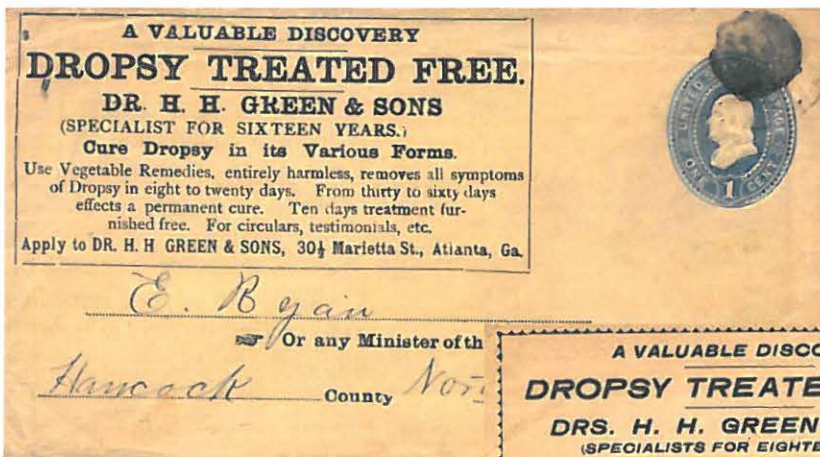 A VALUABLE DISCOVERY
DROPSY TREATED FREE.
DR. H. H. GREEN & SONS
(SPECIALIST FOR SIXTEEN YEARS.)
Cure Dropsy in its Various Forms.
Use Vegetable Remedies, entirely harmless, removes all symptoms
of Dropsy in eight to twenty days. From thirty to sixty days
effects a permanent cure. Ten days treatment fur-
nished free. For circulars, testimonials, etc.
Apply to DR. H. H GREEN & SONS, 30½ Marietta St., Atlanta, Ga.
UNITED STATES POSTAGE
ONE 1 CENT
E. Ryan
☞ Or any Minister of th
Hancock County Non
A VALUABLE DISCO
DROPSY TREATE
DRS. H. H. GREEN
(SPECIALISTS FOR EIGHTE